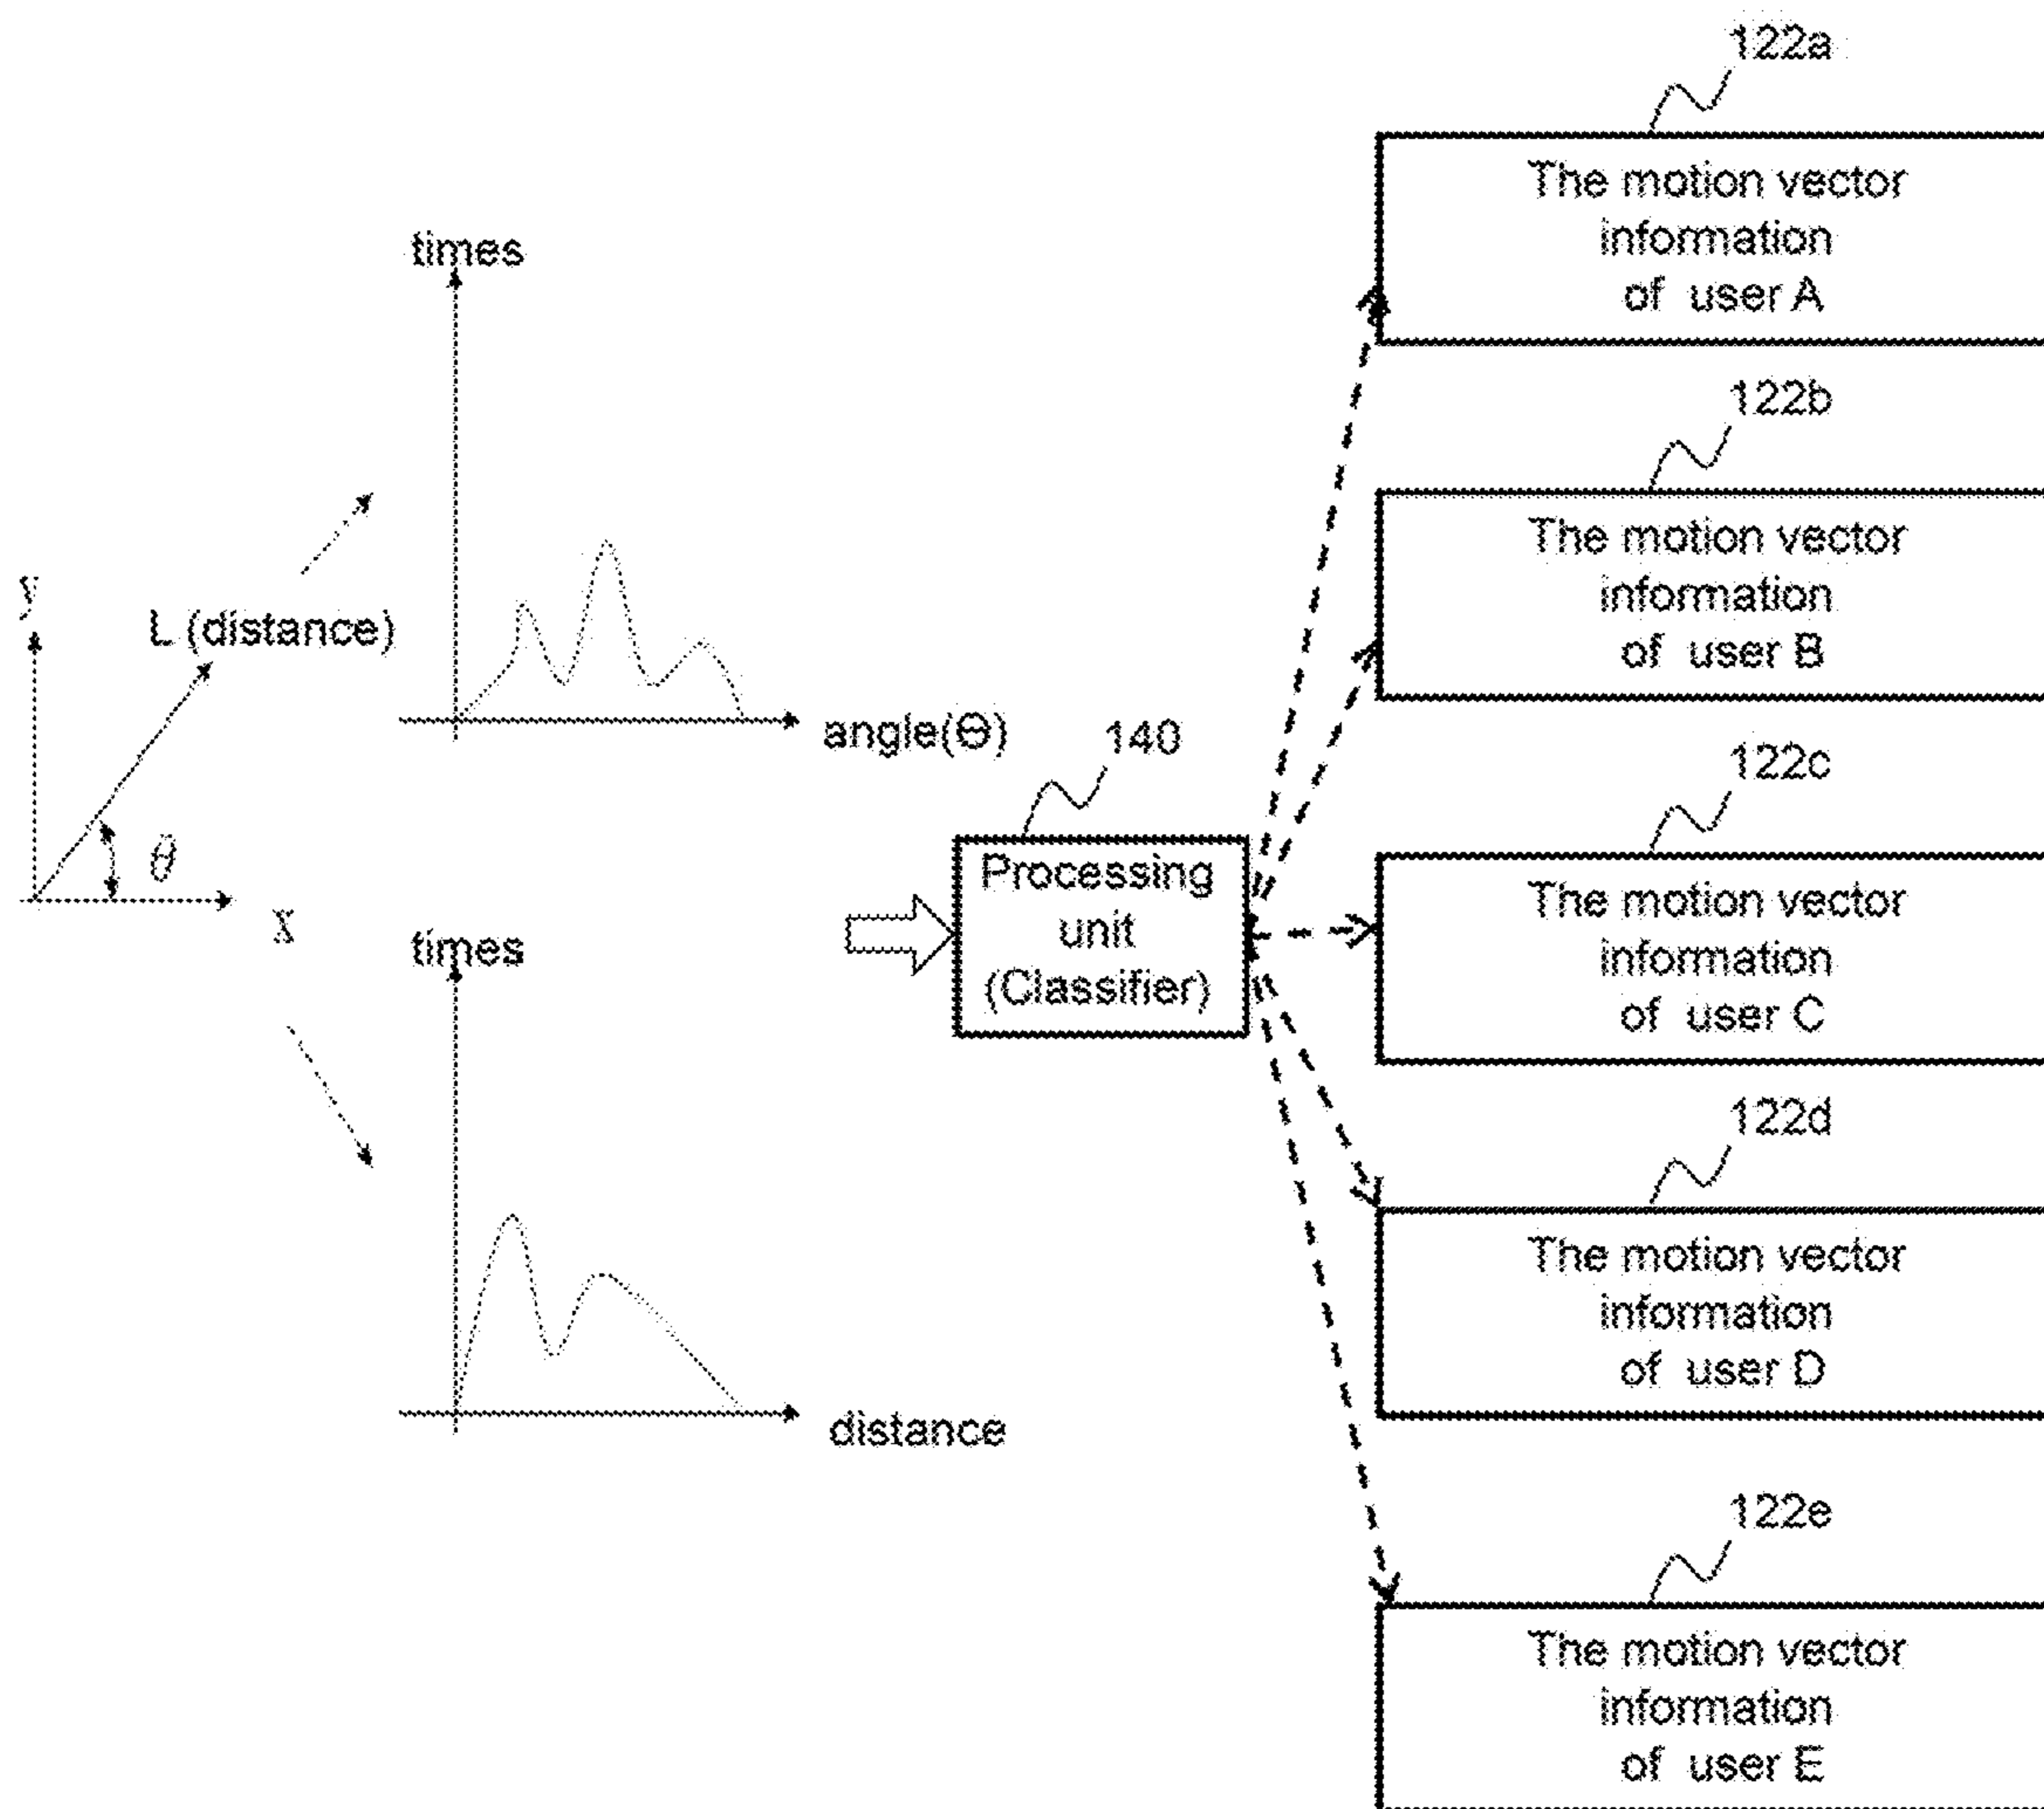 y
L (distance)
θ
x
times
angle(Θ)
times
distance
140
Processing
unit
(Classifier)
122a
The motion vector
information
of user A
122b
The motion vector
information
of user B
122c
The motion vector
information
of user C
122d
The motion vector
information
of user D
122e
The motion vector
information
of user E